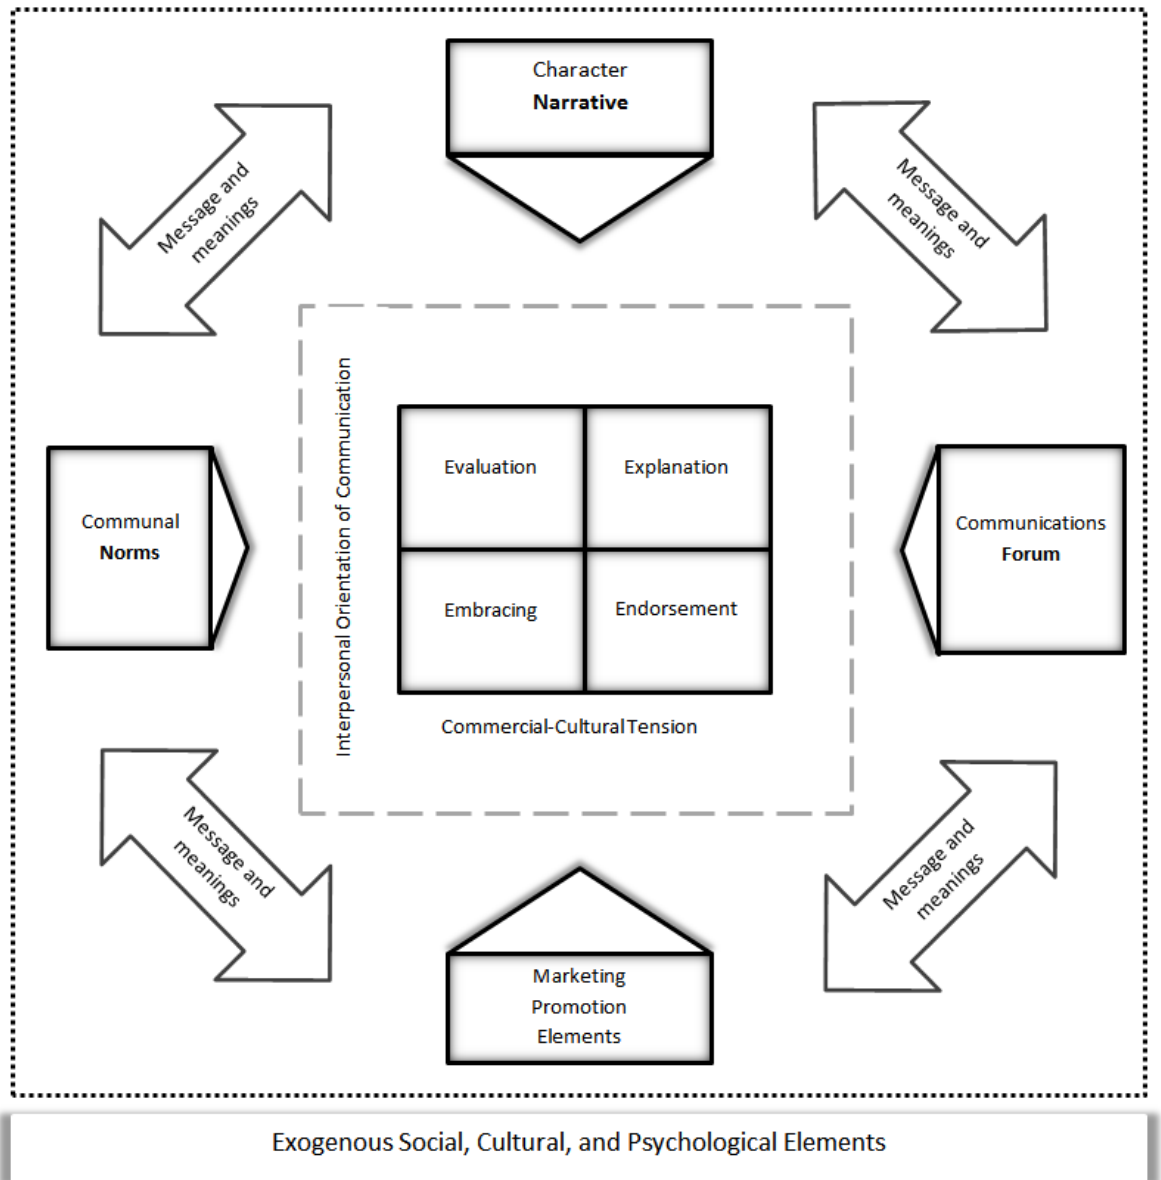 Character
Narrative
Message and
meanings
Message and
meanings
Interpersonal Orientation of Communication
Evaluation
Explanation
Communal
Norms
Communications
Forum
Embracing
Endorsement
Commercial-Cultural Tension
Message and
meanings
Message and
meanings
Marketing
Promotion
Elements
Exogenous Social, Cultural, and Psychological Elements